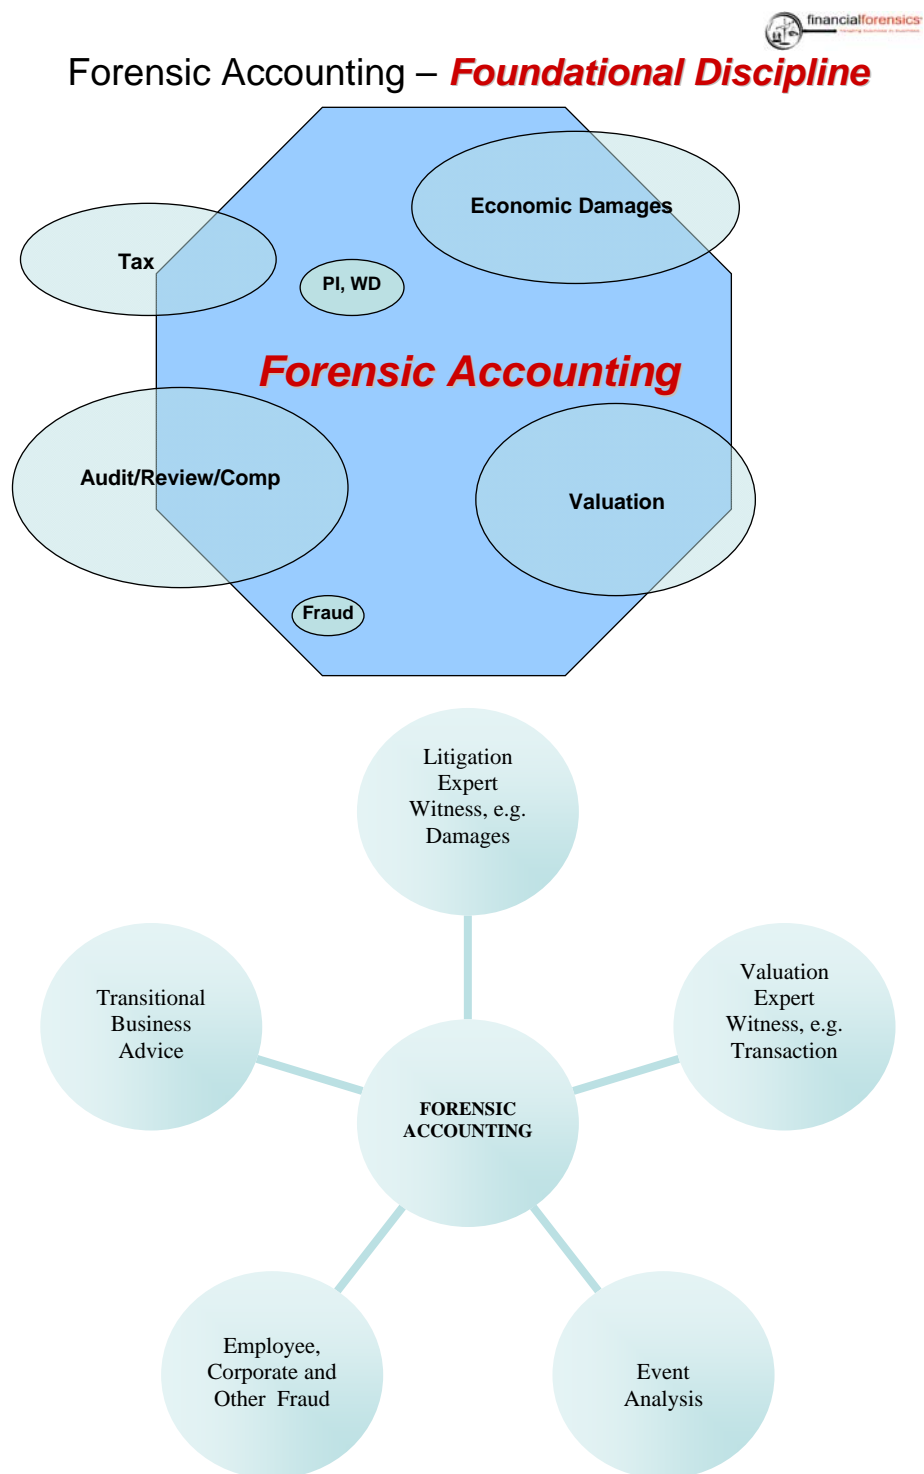 financialforensics
Forensic Accounting – Foundational Discipline
Economic Damages
Tax
PI, WD
Forensic Accounting
Audit/Review/Comp
Valuation
Fraud
Litigation
Expert
Witness, e.g.
Damages
Transitional
Business
Advice
Valuation
Expert
Witness, e.g.
Transaction
FORENSIC
ACCOUNTING
Employee,
Corporate and
Other Fraud
Event
Analysis